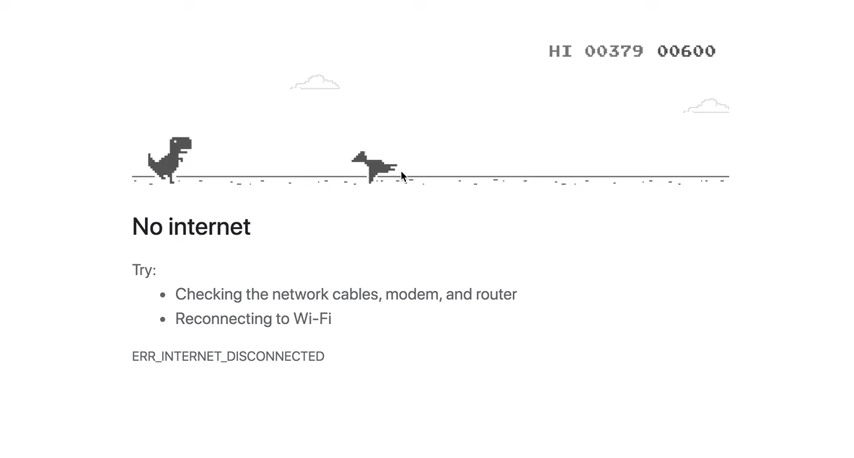 HI 00379 00600
No internet
Try:
• Checking the network cables, modem, and router
• Reconnecting to Wi-Fi
ERR_INTERNET_DISCONNECTED